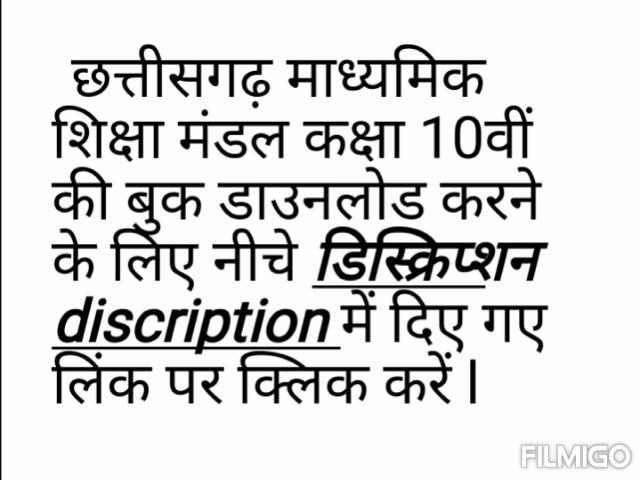 छत्तीसगढ़ माध्यमिक
शिक्षा मंडल कक्षा 10वीं
की बुक डाउनलोड करने
के लिए नीचे डिस्क्रिप्शन
discription में दिए गए
लिंक पर क्लिक करें।
FILMIGO